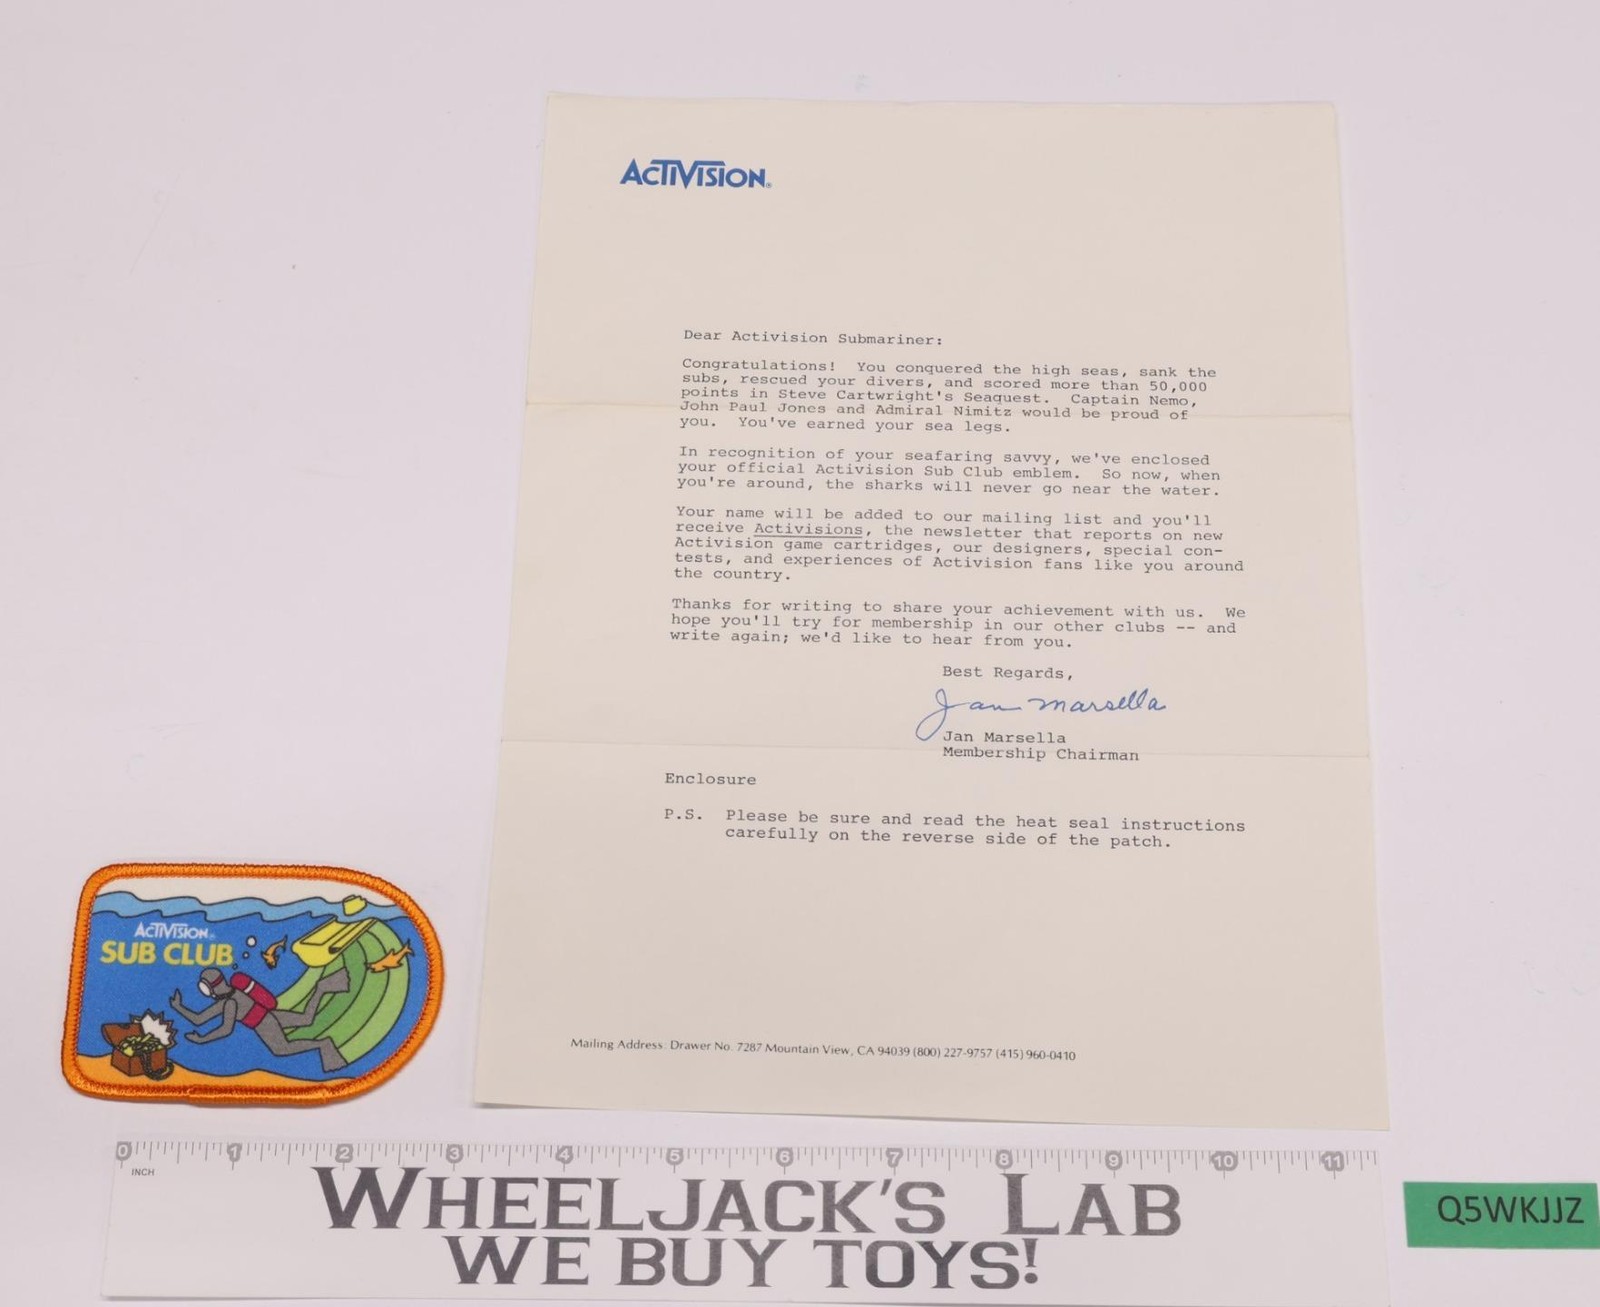 ACTIVISION®
Dear Activision Submariner:
Congratulations!  You conquered the high seas, sank the
subs, rescued your divers, and scored more than 50,000
points in Steve Cartwright's Seaquest.  Captain Nemo,
John Paul Jones and Admiral Nimitz would be proud of
you.  You've earned your sea legs.
In recognition of your seafaring savvy, we've enclosed
your official Activision Sub Club emblem.  So now, when
you're around, the sharks will never go near the water.
Your name will be added to our mailing list and you'll
receive Activisions, the newsletter that reports on new
Activision game cartridges, our designers, special con-
tests, and experiences of Activision fans like you around
the country.
Thanks for writing to share your achievement with us.  We
hope you'll try for membership in our other clubs -- and
write again; we'd like to hear from you.
Best Regards,
Jan Marsella
Jan Marsella
Membership Chairman
Enclosure
P.S.  Please be sure and read the heat seal instructions
carefully on the reverse side of the patch.
Mailing Address: Drawer No. 7287 Mountain View, CA 94039 (800) 227-9757 (415) 960-0410
ACTIVISION®
SUB CLUB
0 1 2 3 4 5 6 7 8 9 10 11
INCH
WHEELJACK'S LAB
WE BUY TOYS!
Q5WKJJZ